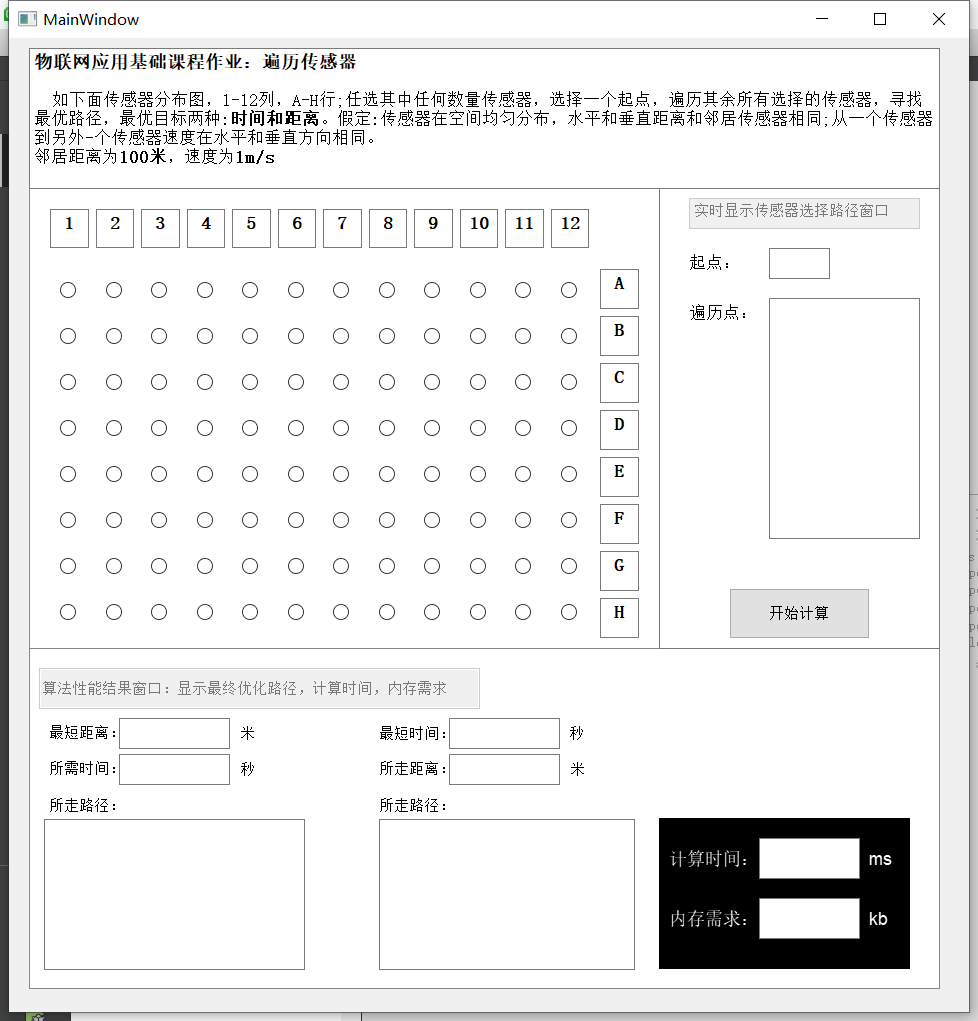 MainWindow
物联网应用基础课程作业：遍历传感器
如下面传感器分布图，1-12列，A-H行;任选其中任何数量传感器，选择一个起点，遍历其余所有选择的传感器，寻找
最优路径，最优目标两种:时间和距离。假定:传感器在空间均匀分布，水平和垂直距离和邻居传感器相同;从一个传感器
到另外-个传感器速度在水平和垂直方向相同。
邻居距离为100米，速度为1m/s
1 2 3 4 5 6 7 8 9 10 11 12
实时显示传感器选择路径窗口
起点：
遍历点：
A
B
C
D
E
F
G
H
开始计算
算法性能结果窗口：显示最终优化路径，计算时间，内存需求
最短距离： 米 最短时间： 秒
所需时间： 秒 所走距离： 米
所走路径： 所走路径：
计算时间： ms
内存需求： kb